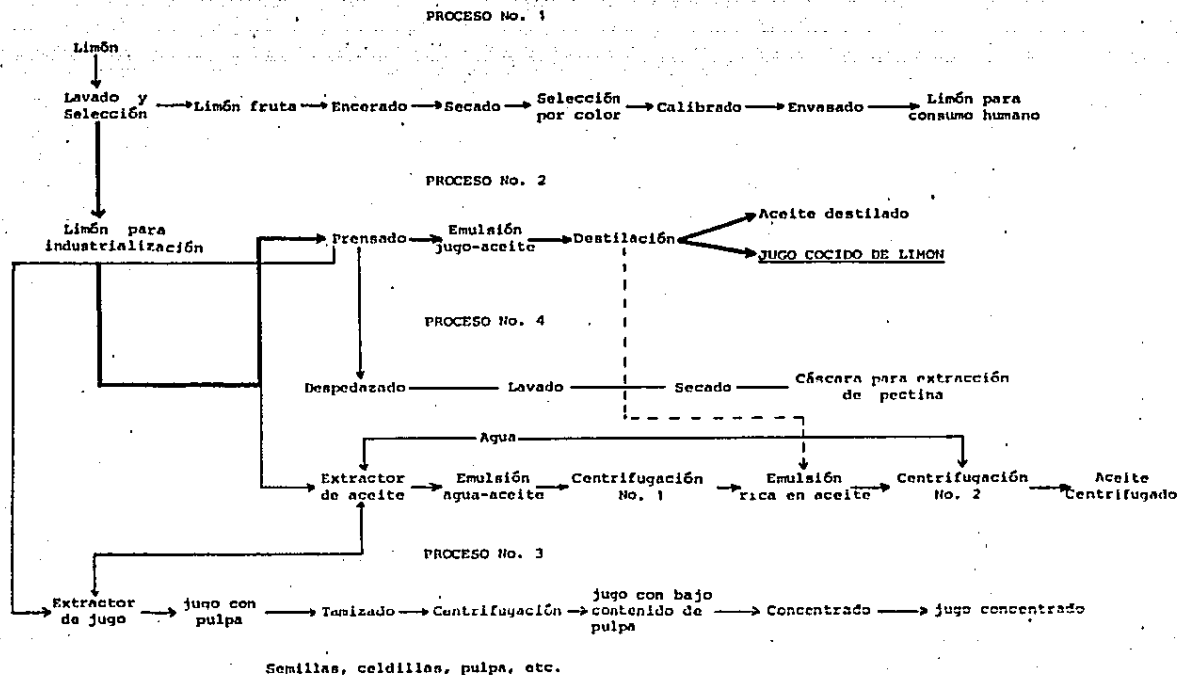 PROCESO No. 1
Limón
Lavado y
Selección
Limón fruta
Encerado
Secado
Selección
por color
Calibrado
Envasado
Limón para
consumo humano
PROCESO No. 2
Limón para
industrialización
Prensado
Emulsión
jugo-aceite
Destilación
Aceite destilado
JUGO COCIDO DE LIMON
PROCESO No. 4
Despedazado
Lavado
Secado
Cáscara para extracción
de pectina
Agua
Extractor
de aceite
Emulsión
agua-aceite
Centrifugación
No. 1
Emulsión
rica en aceite
Centrifugación
No. 2
Aceite
Centrifugado
PROCESO No. 3
Extractor
de jugo
jugo con
pulpa
Tamizado
Centrifugación
jugo con bajo
contenido de
pulpa
Concentrado
jugo concentrado
Semillas, celdillas, pulpa, etc.